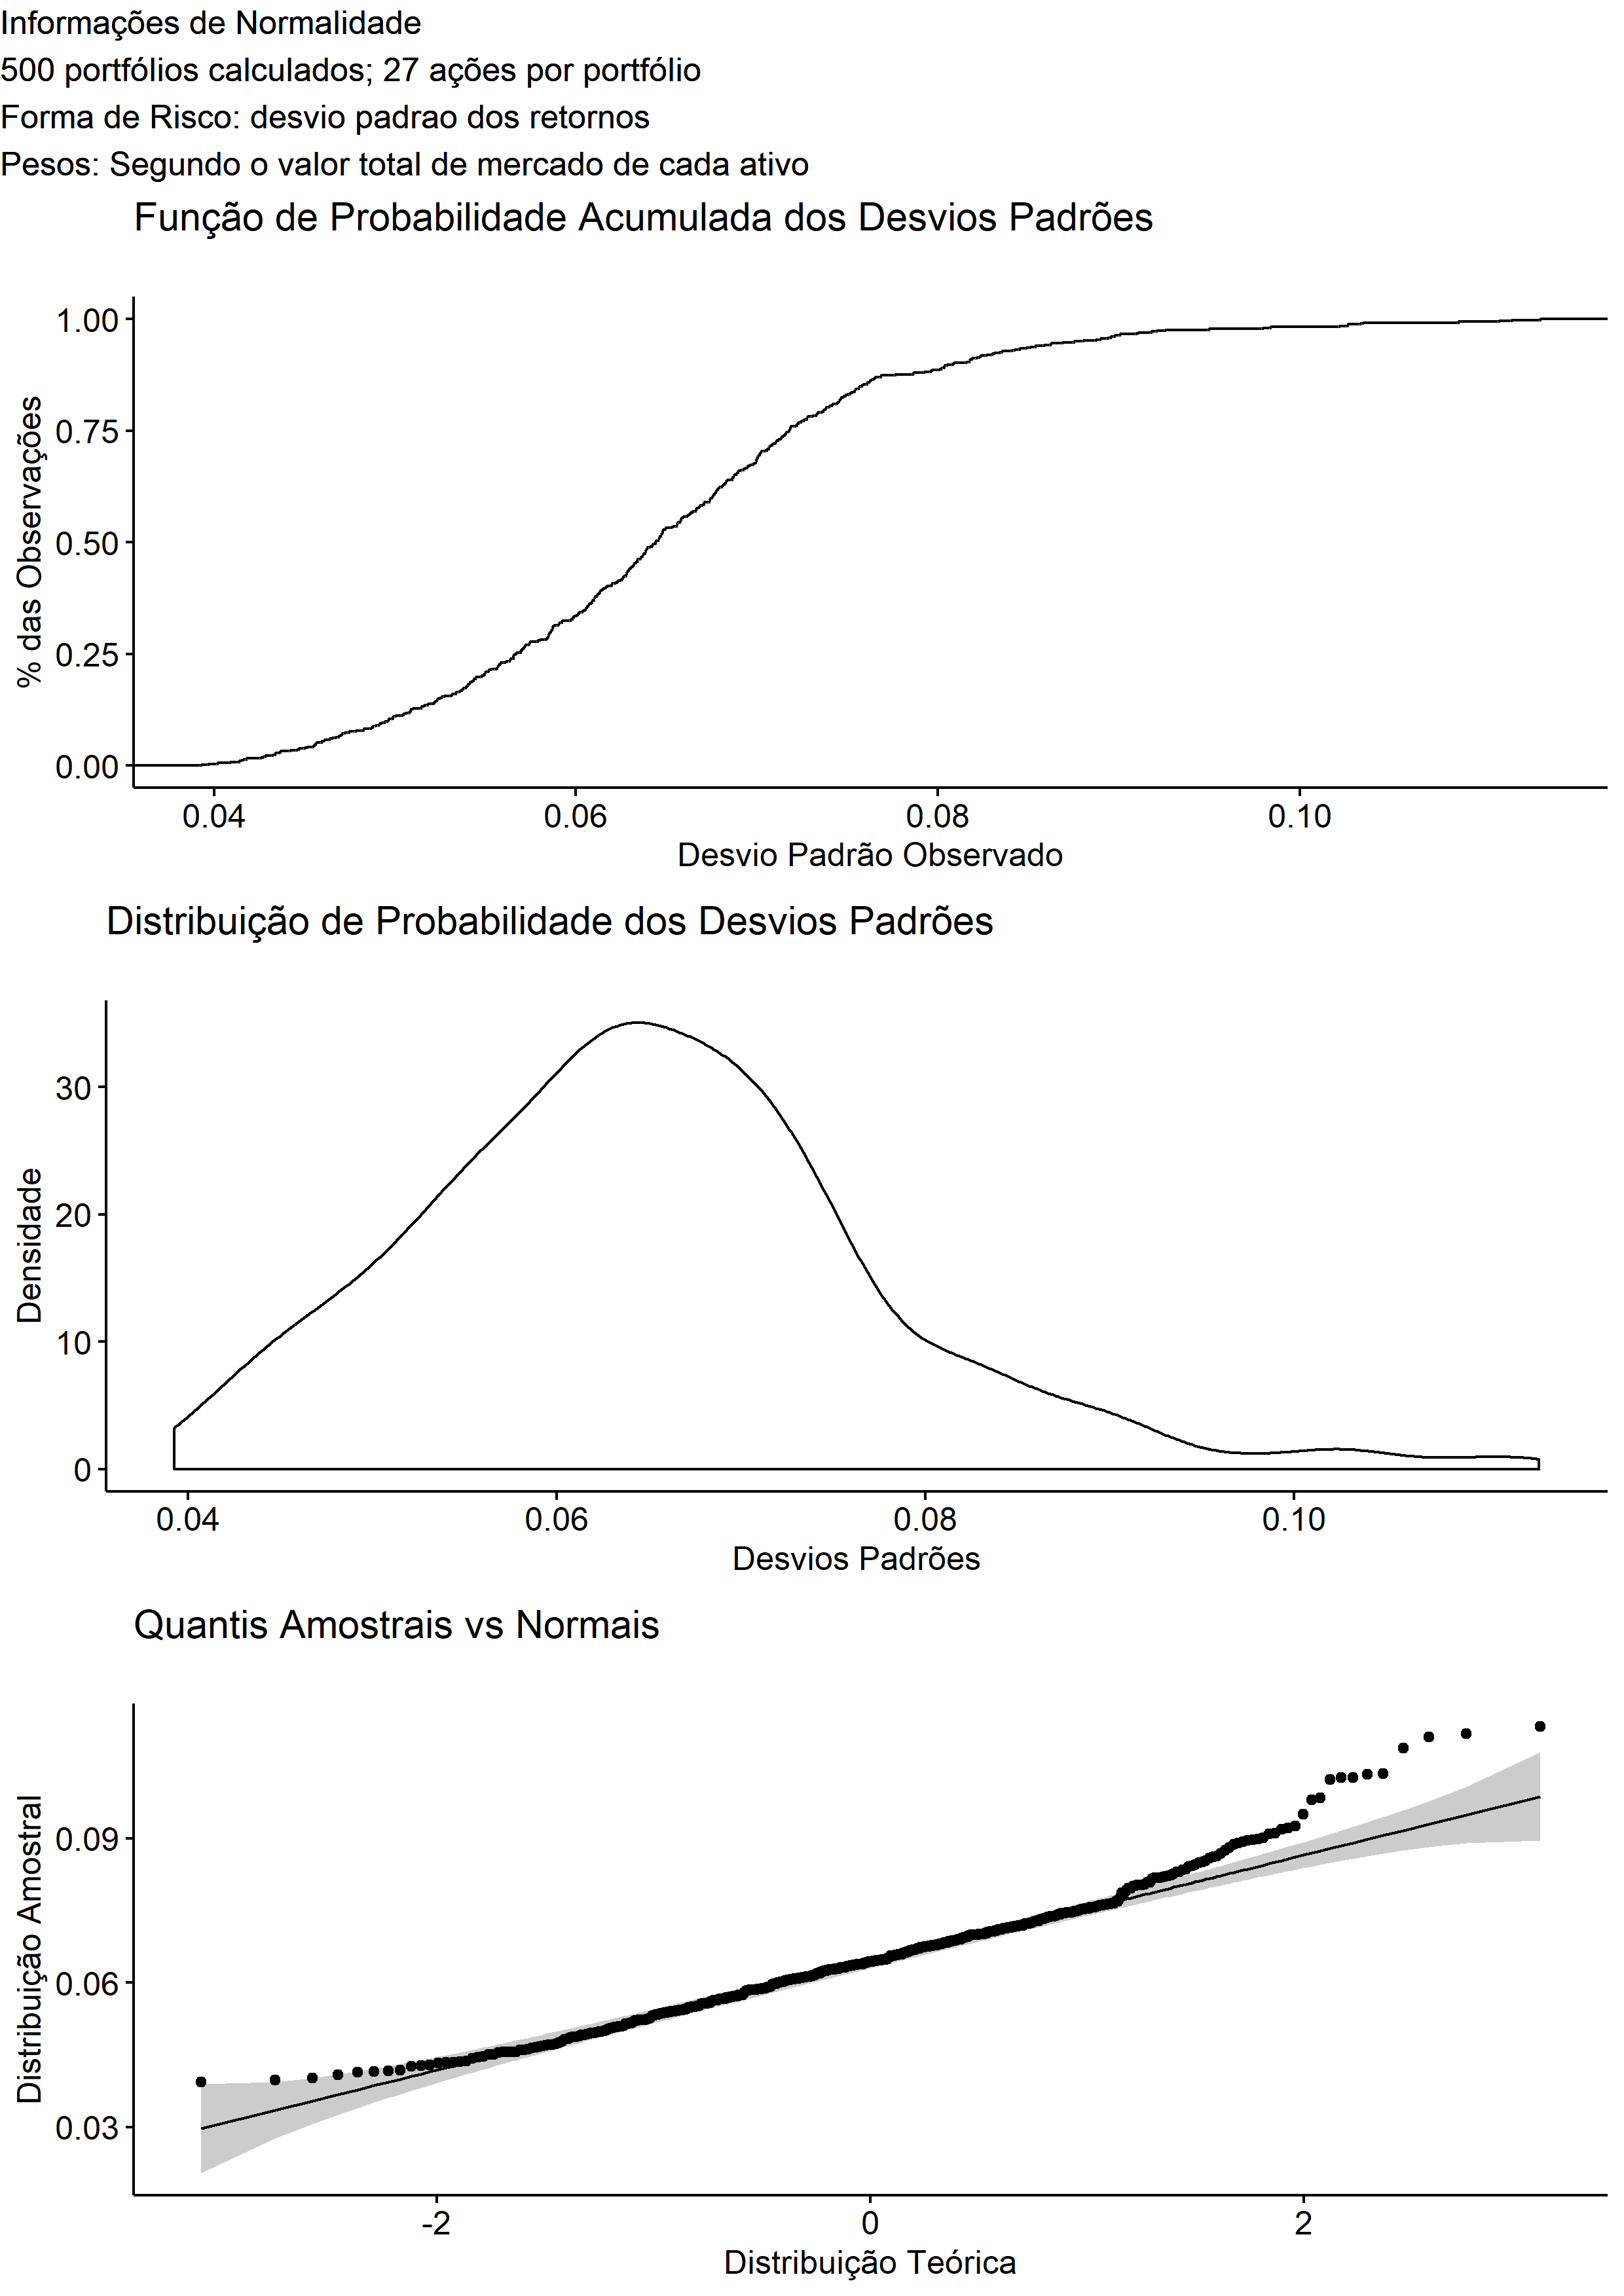 Informações de Normalidade
500 portfólios calculados; 27 ações por portfólio
Forma de Risco: desvio padrao dos retornos
Pesos: Segundo o valor total de mercado de cada ativo
Função de Probabilidade Acumulada dos Desvios Padrões
% das Observações
1.00
0.75
0.50
0.25
0.00
0.04 0.06 0.08 0.10
Desvio Padrão Observado
Distribuição de Probabilidade dos Desvios Padrões
Densidade
30
20
10
0
0.04 0.06 0.08 0.10
Desvios Padrões
Quantis Amostrais vs Normais
Distribuição Amostral
0.09
0.06
0.03
-2 0 2
Distribuição Teórica